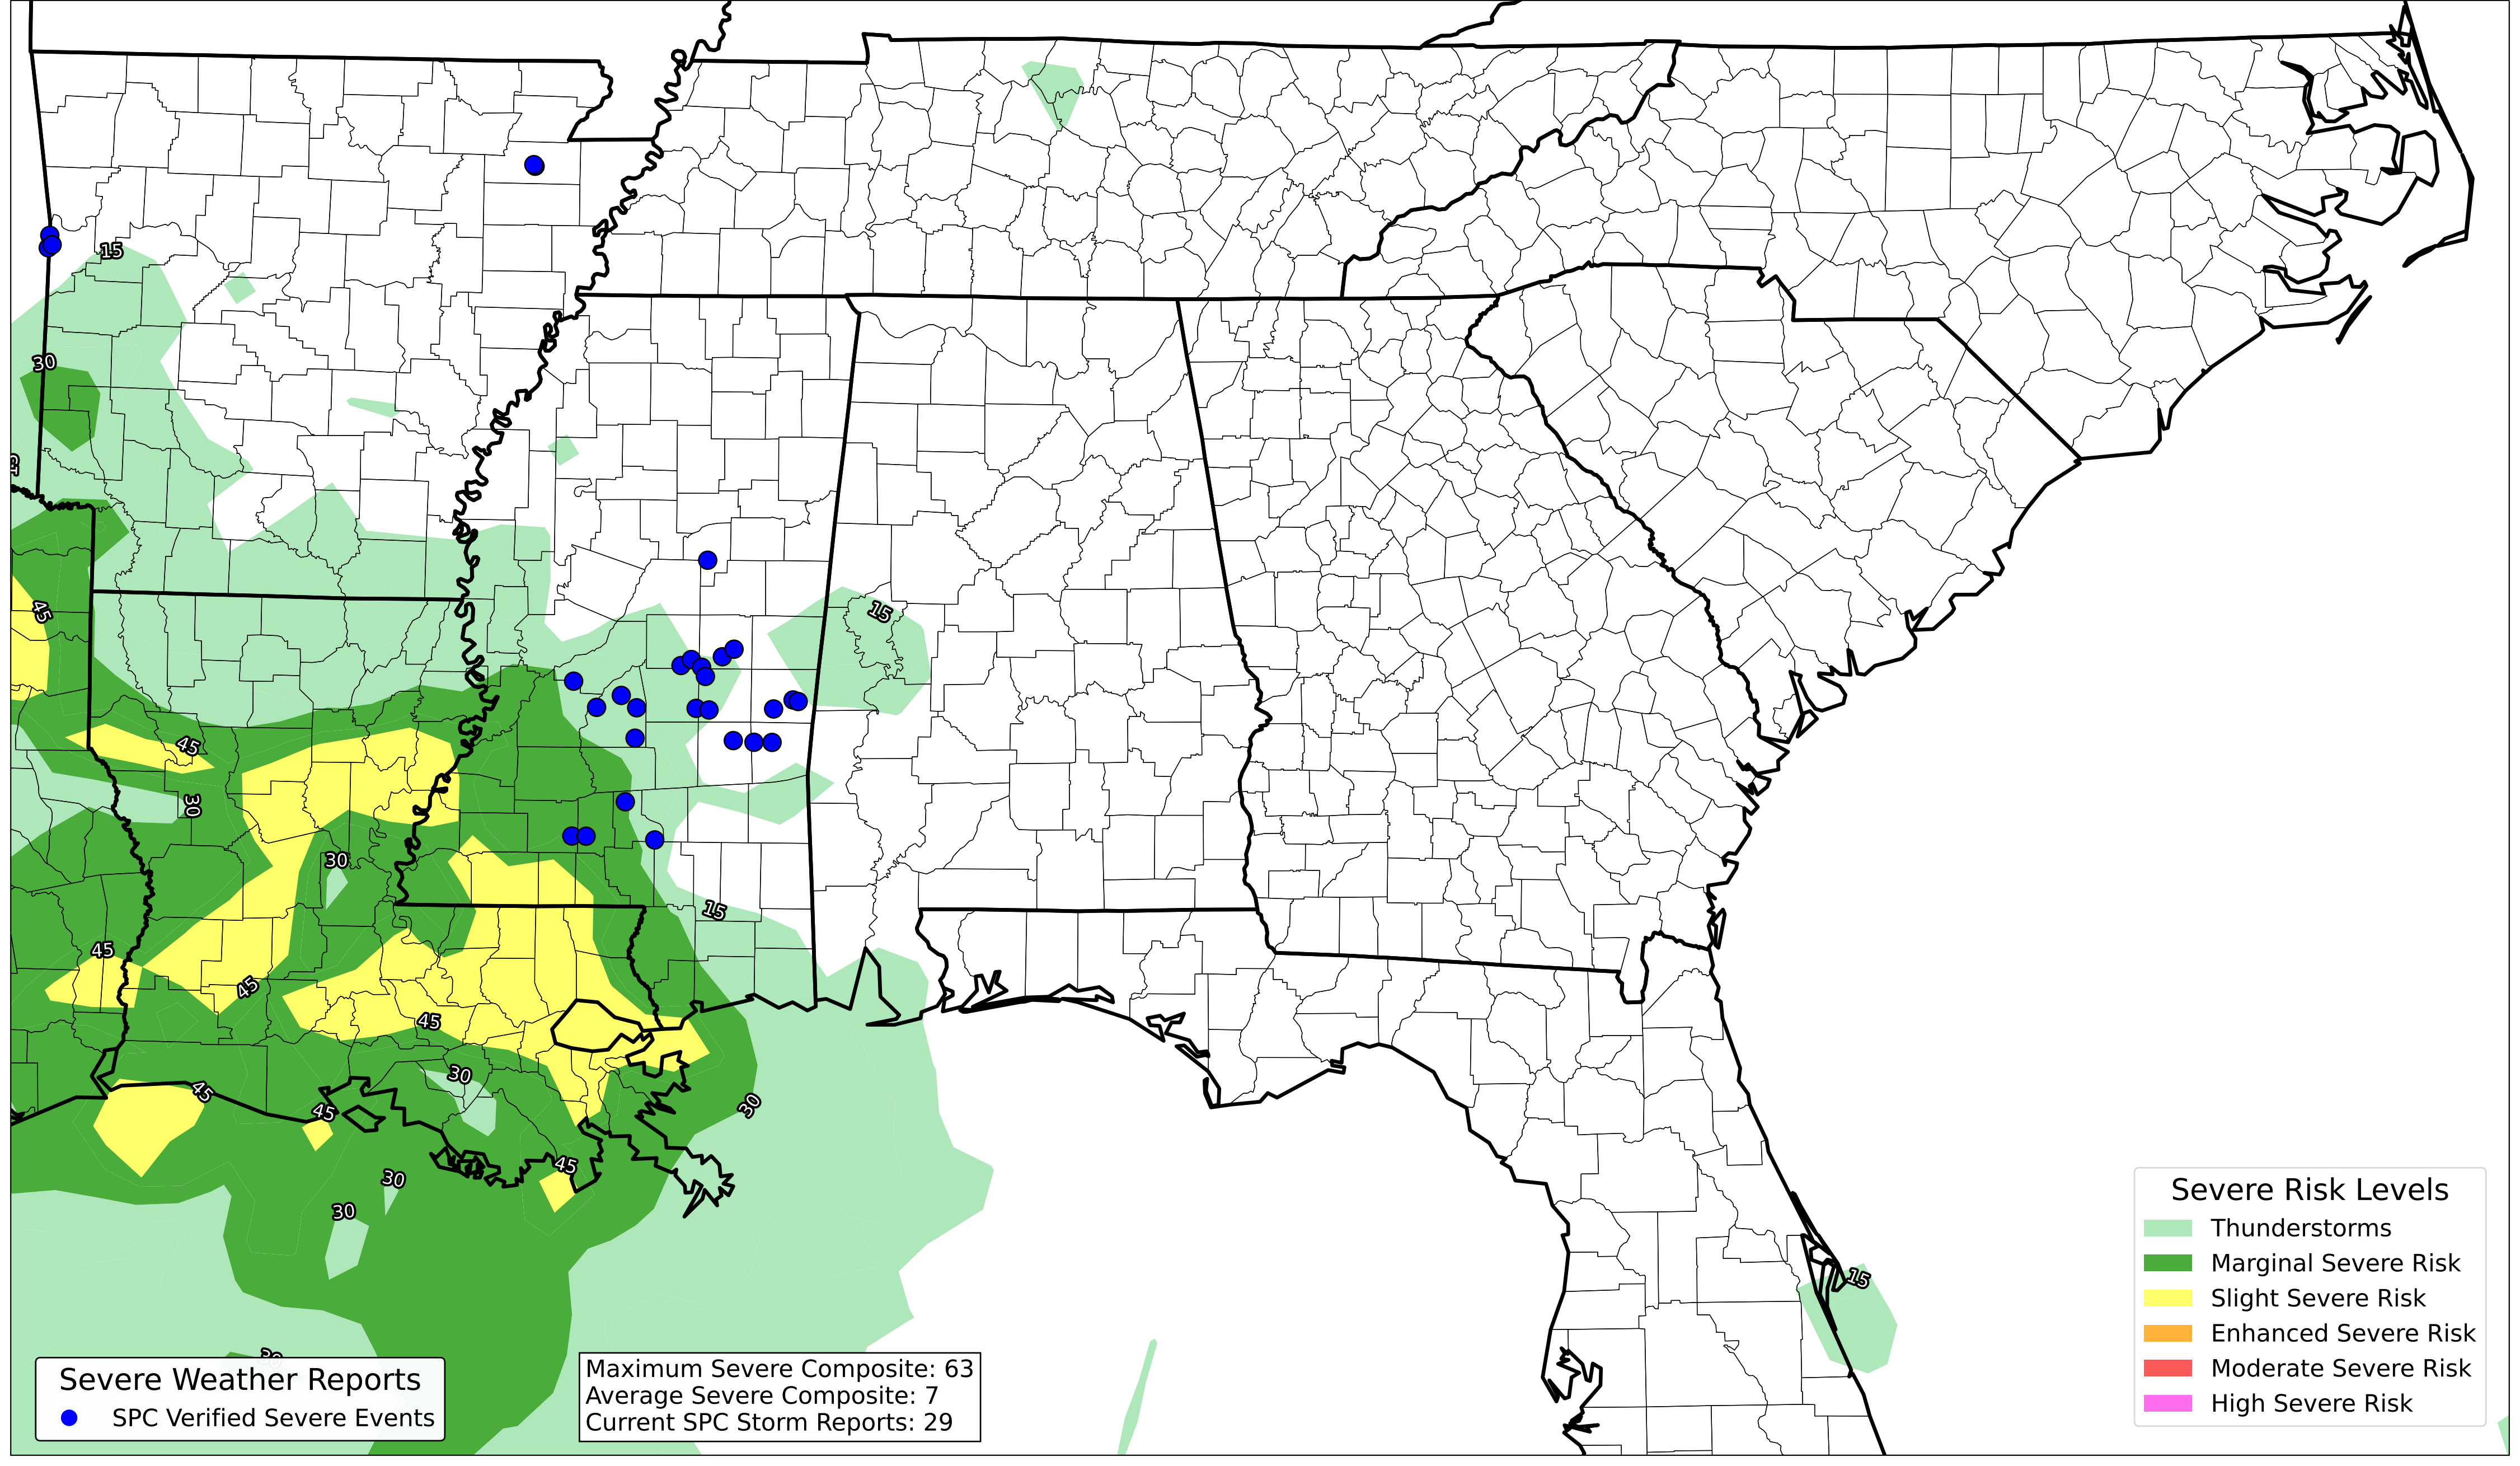 15
30
45
15
45
30
30
15
45
45
45
30
45
30
45
45
30
30
15
30
Severe Weather Reports
SPC Verified Severe Events
Maximum Severe Composite: 63
Average Severe Composite: 7
Current SPC Storm Reports: 29
Severe Risk Levels
Thunderstorms
Marginal Severe Risk
Slight Severe Risk
Enhanced Severe Risk
Moderate Severe Risk
High Severe Risk